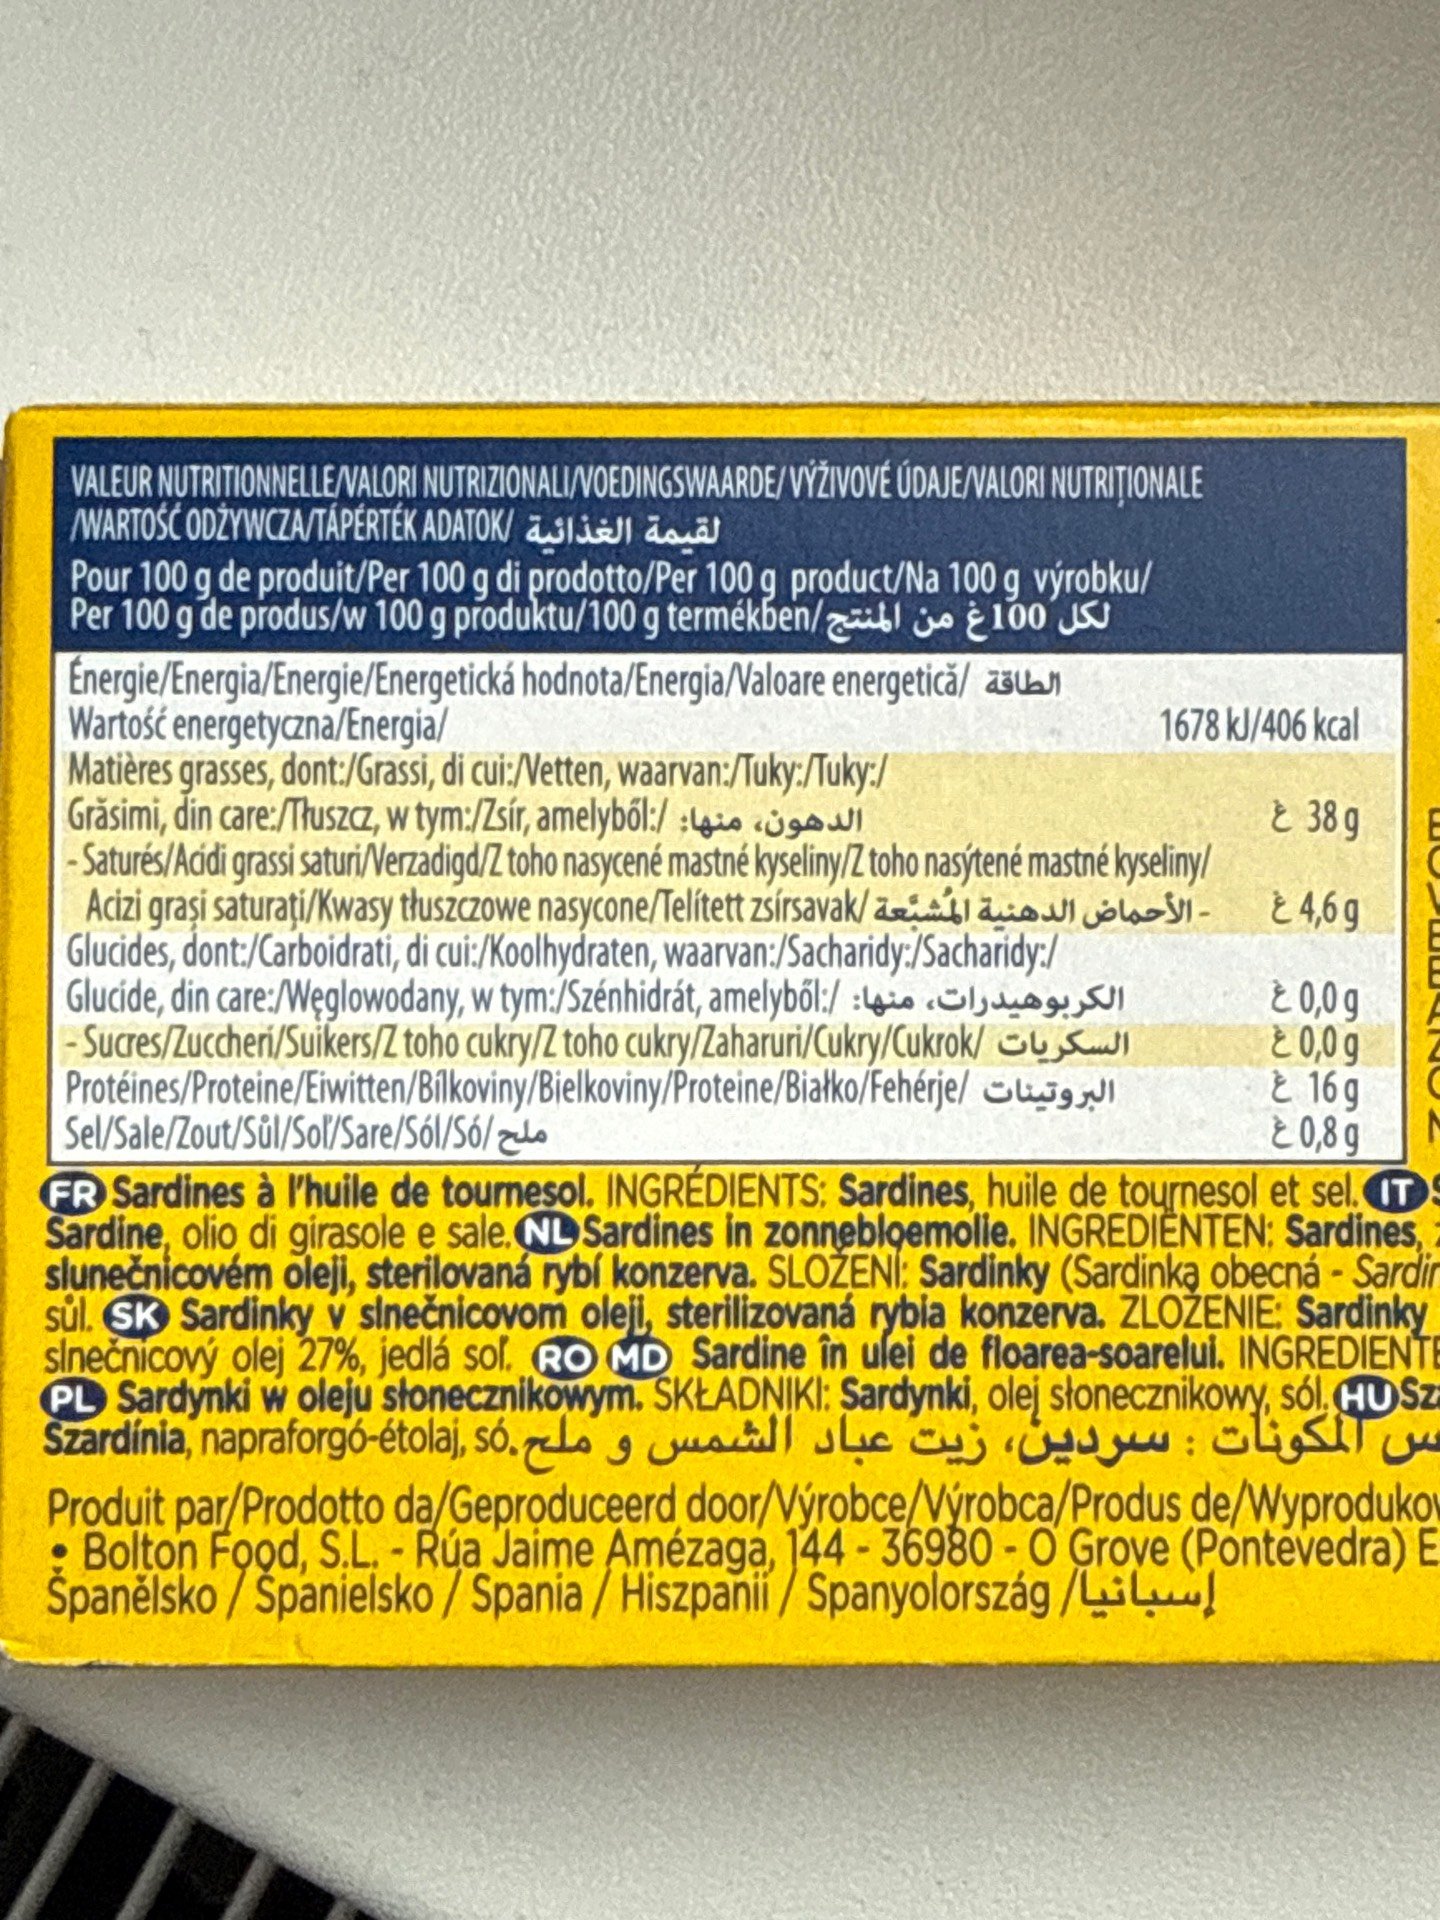 VALEUR NUTRITIONNELLE/VALORI NUTRIZIONALI/VOEDINGSWAARDE/ VÝŽIVOVÉ ÚDAJE/VALORI NUTRIȚIONALE
/WARTOŚĆ ODŻYWCZA/TÁPÉRTÉK ADATOK/ لقيمة الغذائية
Pour 100 g de produit/Per 100 g di prodotto/Per 100 g product/Na 100 g výrobku/
Per 100 g de produs/w 100 g produktu/100 g termékben/ لكل 100غ من المنتج
Énergie/Energia/Energie/Energetická hodnota/Energia/Valoare energetică/ الطاقة
Wartość energetyczna/Energia/ 1678 kJ/406 kcal
Matières grasses, dont:/Grassi, di cui:/Vetten, waarvan:/Tuky:/Tuky:/
Grăsimi, din care:/Tłuszcz, w tym:/Zsír, amelyből:/ الدهون، منها: غ 38 g
- Saturés/Acidi grassi saturi/Verzadigd/Z toho nasycené mastné kyseliny/Z toho nasýtené mastné kyseliny/
Acizi grași saturați/Kwasy tłuszczowe nasycone/Telített zsírsavak/ الأحماض الدهنية المُشبَّعة - غ 4,6 g
Glucides, dont:/Carboidrati, di cui:/Koolhydraten, waarvan:/Sacharidy:/Sacharidy:/
Glucide, din care:/Węglowodany, w tym:/Szénhidrát, amelyből:/ الكربوهيدرات، منها: غ 0,0 g
- Sucres/Zuccheri/Suikers/Z toho cukry/Z toho cukry/Zaharuri/Cukry/Cukrok/ السكريات غ 0,0 g
Protéines/Proteine/Eiwitten/Bílkoviny/Bielkoviny/Proteine/Białko/Fehérje/ البروتينات غ 16 g
Sel/Sale/Zout/Sůl/Soľ/Sare/Sól/Só/ ملح غ 0,8 g
FR Sardines à l'huile de tournesol. INGRÉDIENTS: Sardines, huile de tournesol et sel. IT
Sardine, olio di girasole e sale. NL Sardines in zonnebloemolie. INGREDIËNTEN: Sardines,
slunečnicovém oleji, sterilovaná rybí konzerva. SLOŽENÍ: Sardinky (Sardinka obecná -
sůl. SK Sardinky v slnečnicovom oleji, sterilizovaná rybia konzerva. ZLOŽENIE: Sardinky
slnečnicový olej 27%, jedlá soľ. RO MD Sardine în ulei de floarea-soarelui.
PL Sardynki w oleju słonecznikowym. SKŁADNIKI: Sardynki, olej słonecznikowy, sól. HU
Szardínia, napraforgó-étolaj, só. المكونات : سردين، زيت عباد الشمس و ملح
Produit par/Prodotto da/Geproduceerd door/Výrobce/Výrobca/Produs de/
• Bolton Food, S.L. - Rúa Jaime Amézaga, 144 - 36980 - O Grove (Pontevedra)
Španělsko / Španielsko / Spania / Hiszpanii / Spanyolország /إسبانيا